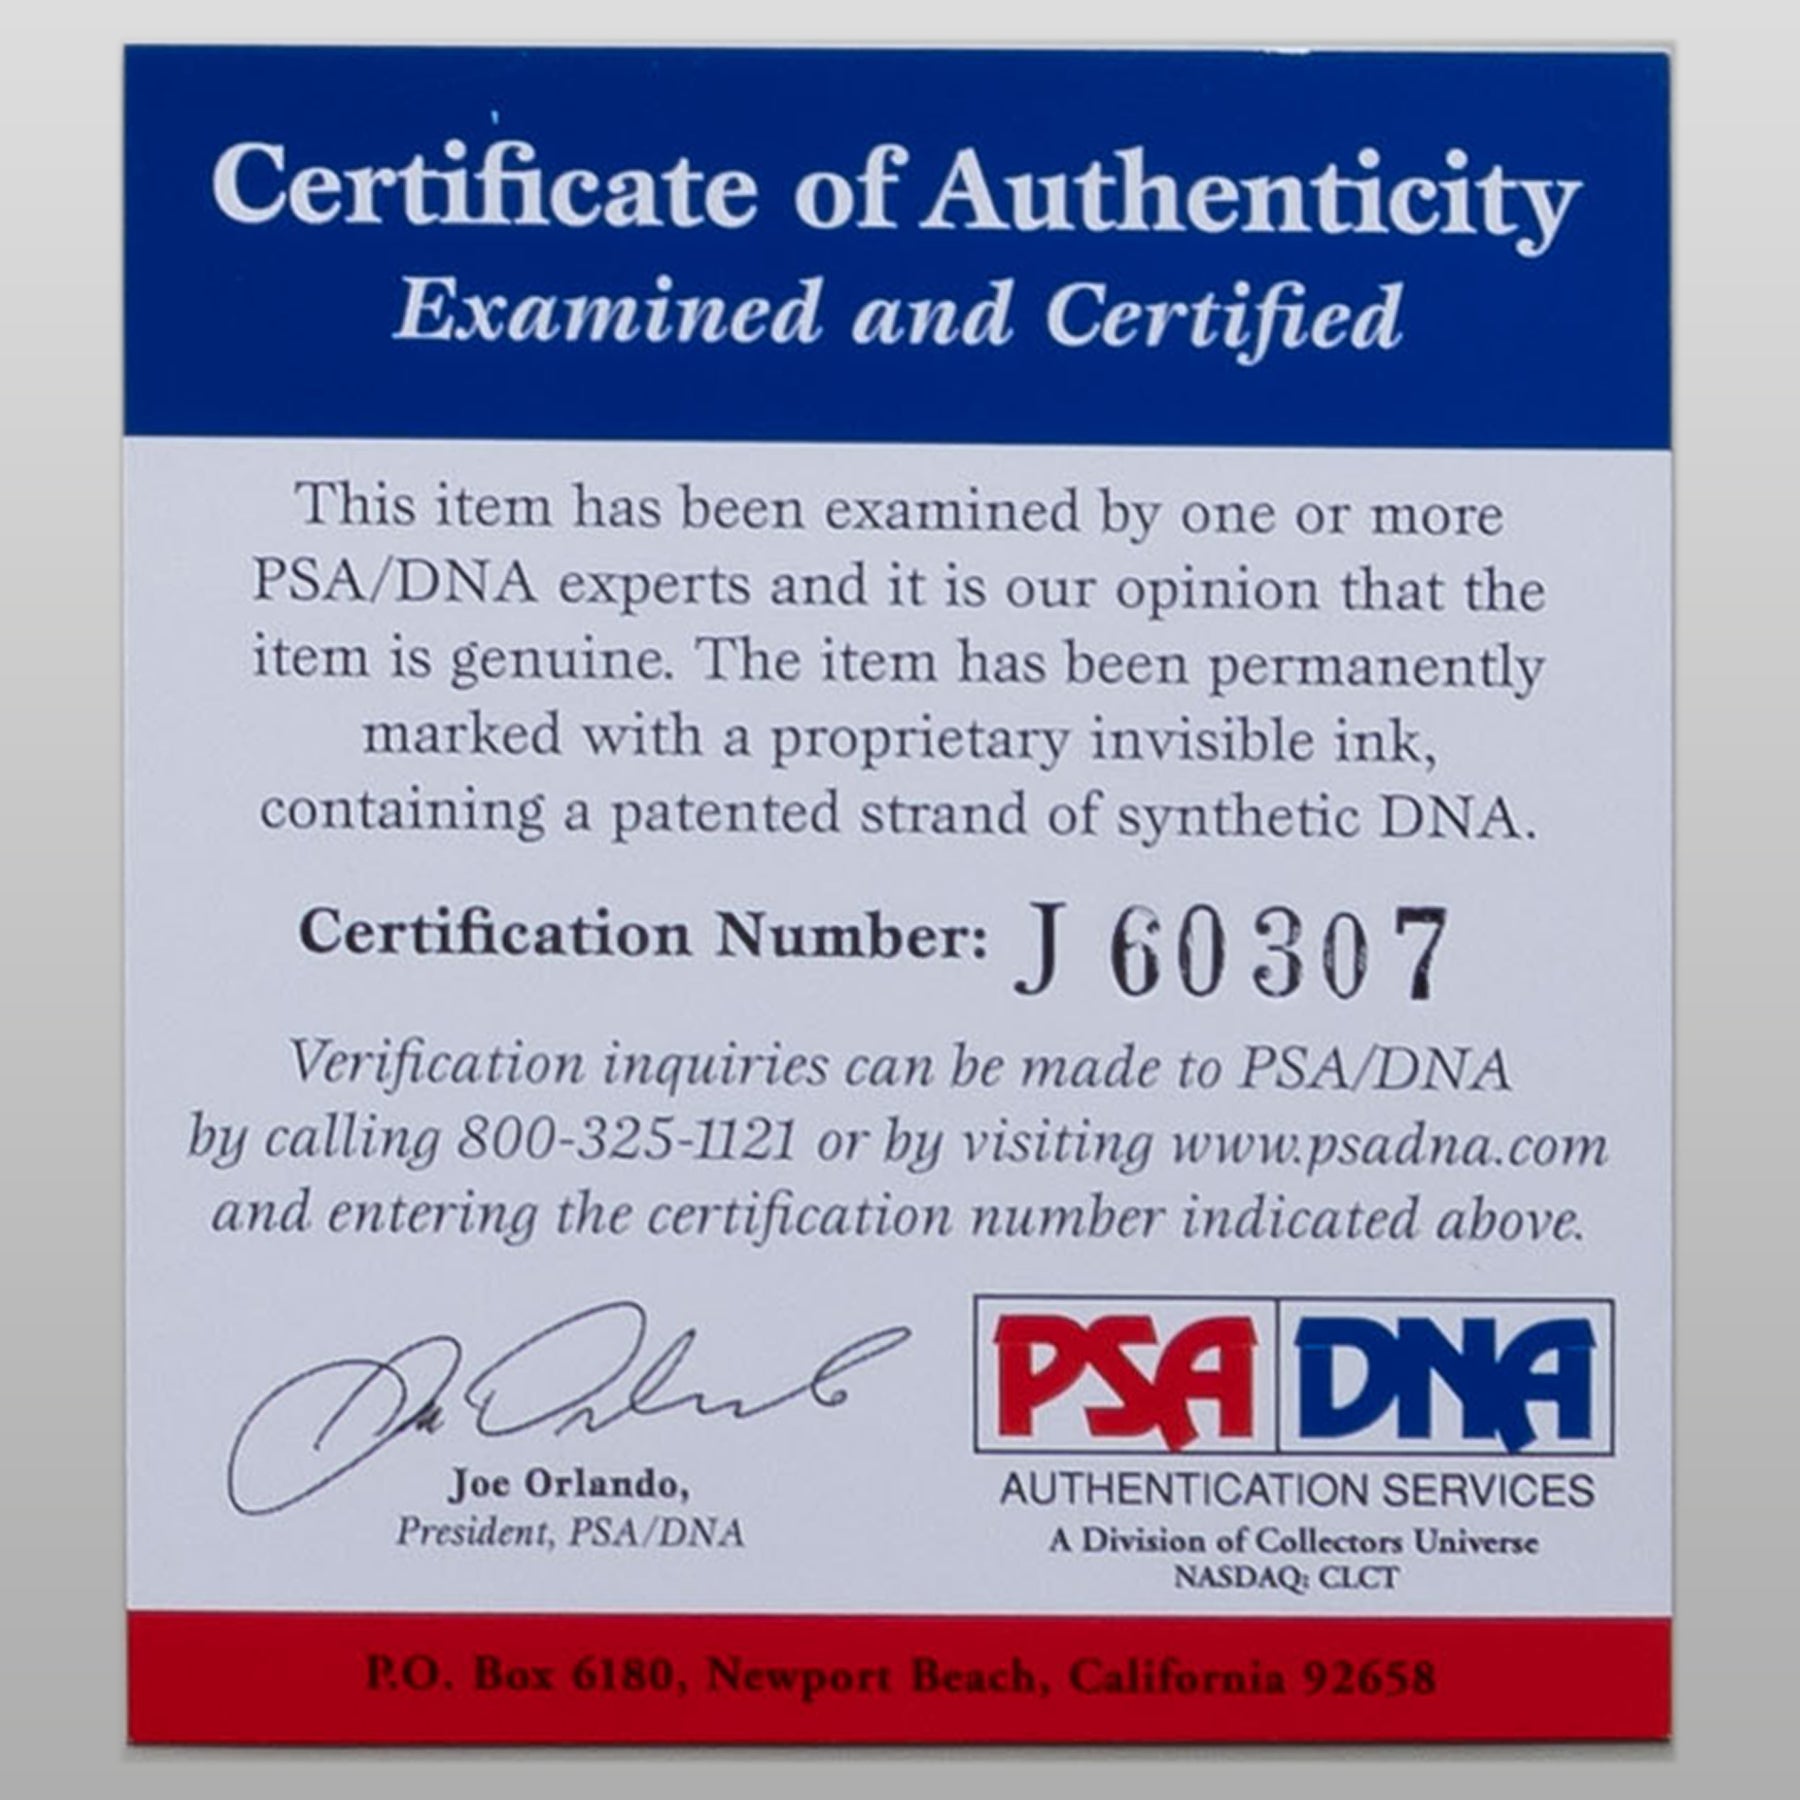 Certificate of Authenticity
Examined and Certified
This item has been examined by one or more
PSA/DNA experts and it is our opinion that the
item is genuine. The item has been permanently
marked with a proprietary invisible ink,
containing a patented strand of synthetic DNA.
Certification Number: J 60307
Verification inquiries can be made to PSA/DNA
by calling 800-325-1121 or by visiting www.psadna.com
and entering the certification number indicated above.
Joe Orlando,
President, PSA/DNA
PSA DNA
AUTHENTICATION SERVICES
A Division of Collectors Universe
NASDAQ: CLCT
P.O. Box 6180, Newport Beach, California 92658